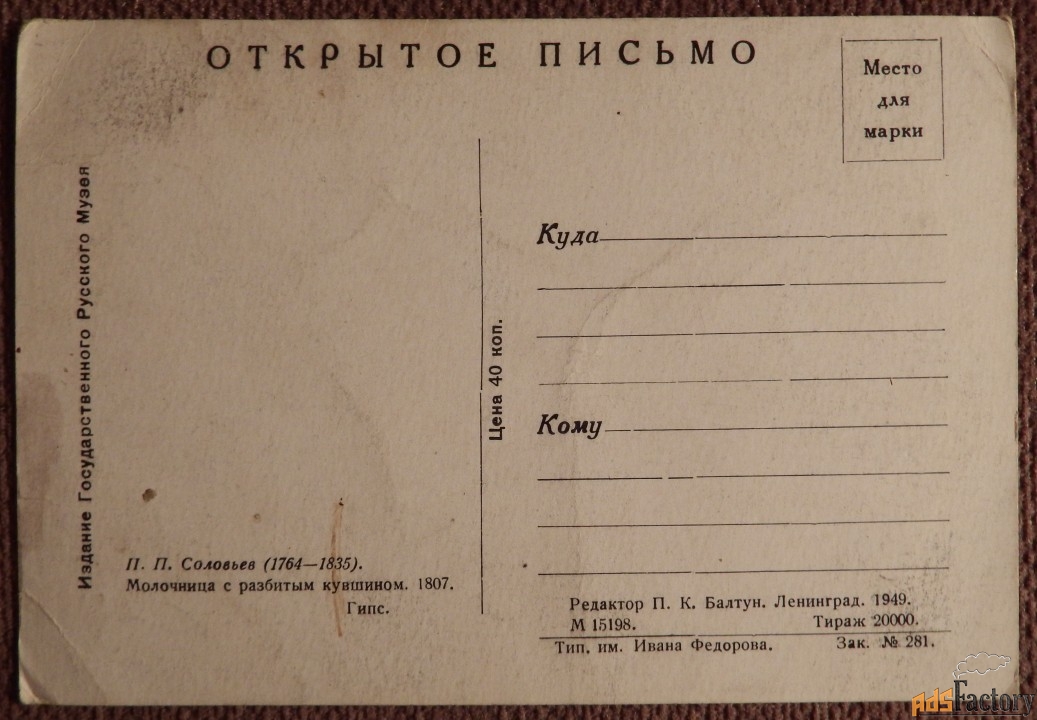 ОТКРЫТОЕ ПИСЬМО
Место
для
марки
Издание Государственного Русского Музея
П. П. Соловьев (1764—1835).
Молочница с разбитым кувшином. 1807.
Гипс.
Цена 40 коп.
Куда
Кому
Редактор П. К. Балтун. Ленинград. 1949.
М 15198. Тираж 20000.
Тип. им. Ивана Федорова. Зак. № 281.
AdsFactory